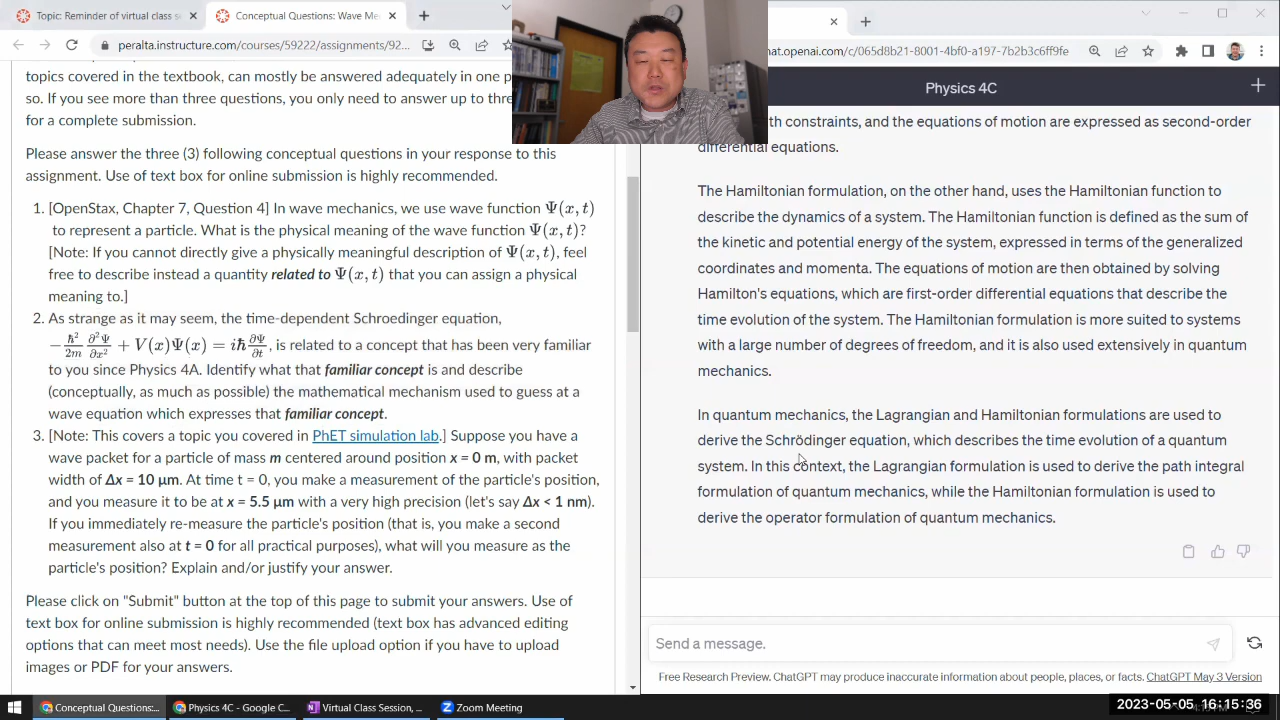 Topic: Reminder of virtual class s
Conceptual Questions: Wave Me
peralta.instructure.com/courses/59222/assignments/92...
hat.openai.com/c/065d8b21-8001-4bf0-a197-7b2b3c6ff9fe
topics covered in the textbook, can mostly be answered adequately in one p
so. If you see more than three questions, you only need to answer up to thre
for a complete submission.
Please answer the three (3) following conceptual questions in your response to this
assignment. Use of text box for online submission is highly recommended.
1. [OpenStax, Chapter 7, Question 4] In wave mechanics, we use wave function Ψ(x, t)
to represent a particle. What is the physical meaning of the wave function Ψ(x, t)?
[Note: If you cannot directly give a physically meaningful description of Ψ(x, t), feel
free to describe instead a quantity related to Ψ(x, t) that you can assign a physical
meaning to.]
2. As strange as it may seem, the time-dependent Schroedinger equation,
−ℏ²/2m ∂²Ψ/∂x² + V(x)Ψ(x) = iℏ ∂Ψ/∂t, is related to a concept that has been very familiar
to you since Physics 4A. Identify what that familiar concept is and describe
(conceptually, as much as possible) the mathematical mechanism used to guess at a
wave equation which expresses that familiar concept.
3. [Note: This covers a topic you covered in PhET simulation lab.] Suppose you have a
wave packet for a particle of mass m centered around position x = 0 m, with packet
width of Δx = 10 μm. At time t = 0, you make a measurement of the particle's position,
and you measure it to be at x = 5.5 μm with a very high precision (let's say Δx < 1 nm).
If you immediately re-measure the particle's position (that is, you make a second
measurement also at t = 0 for all practical purposes), what will you measure as the
particle's position? Explain and/or justify your answer.
Please click on "Submit" button at the top of this page to submit your answers. Use of
text box for online submission is highly recommended (text box has advanced editing
options that can meet most needs). Use the file upload option if you have to upload
images or PDF for your answers.
Physics 4C
th constraints, and the equations of motion are expressed as second-order
differential equations.
The Hamiltonian formulation, on the other hand, uses the Hamiltonian function to
describe the dynamics of a system. The Hamiltonian function is defined as the sum of
the kinetic and potential energy of the system, expressed in terms of the generalized
coordinates and momenta. The equations of motion are then obtained by solving
Hamilton's equations, which are first-order differential equations that describe the
time evolution of the system. The Hamiltonian formulation is more suited to systems
with a large number of degrees of freedom, and it is also used extensively in quantum
mechanics.
In quantum mechanics, the Lagrangian and Hamiltonian formulations are used to
derive the Schrödinger equation, which describes the time evolution of a quantum
system. In this context, the Lagrangian formulation is used to derive the path integral
formulation of quantum mechanics, while the Hamiltonian formulation is used to
derive the operator formulation of quantum mechanics.
Send a message.
Free Research Preview. ChatGPT may produce inaccurate information about people, places, or facts. ChatGPT May 3 Version
Conceptual Questions:...
Physics 4C - Google C...
Virtual Class Session, ...
Zoom Meeting
2023-05-05 16:15:36